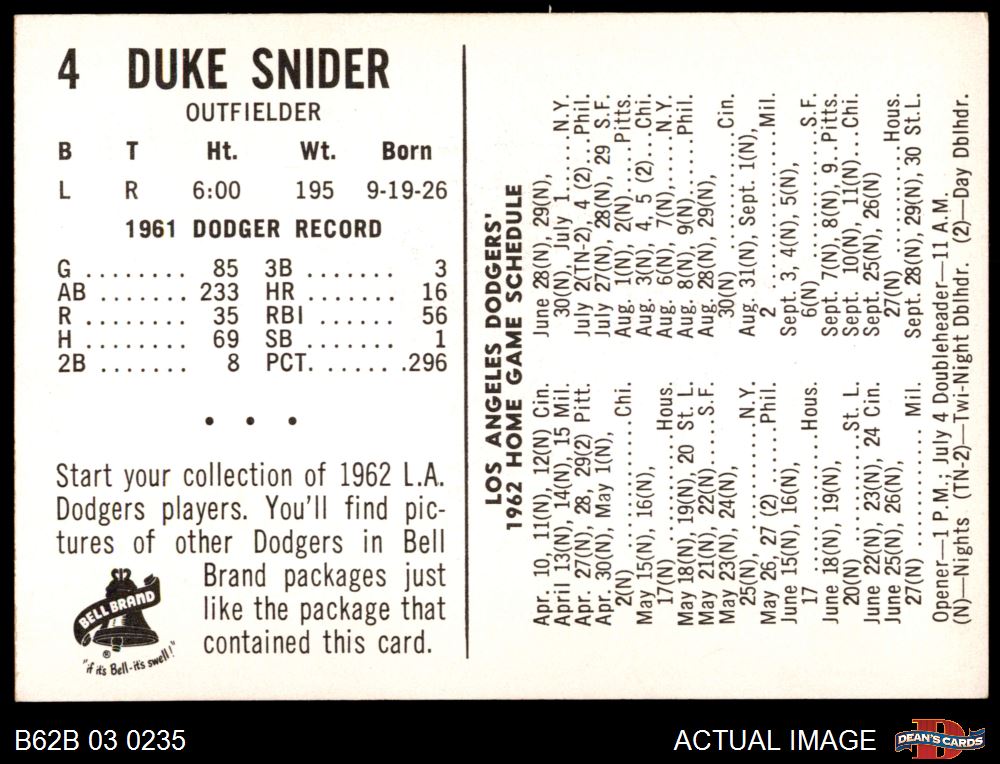 4 DUKE SNIDER
OUTFIELDER
B T Ht. Wt. Born
L R 6:00 195 9-19-26
1961 DODGER RECORD
G ........ 85 3B ....... 3
AB ....... 233 HR ....... 16
R ........ 35 RBI ...... 56
H ........ 69 SB ....... 1
2B ....... 8 PCT. ...... .296
• • •
Start your collection of 1962 L.A.
Dodgers players. You'll find pic-
tures of other Dodgers in Bell
Brand packages just
like the package that
contained this card.
BELL BRAND
®
"if it's Bell-it's swell!"
LOS ANGELES DODGERS'
1962 HOME GAME SCHEDULE
Apr. 10, 11(N), 12(N) Cin.
April 13(N), 14(N), 15 Mil.
Apr. 27(N), 28, 29(2) Pitt.
Apr. 30(N), May 1(N),
2(N) ...............Chi.
May 15(N), 16(N),
17(N) ............Hous.
May 18(N), 19(N), 20 St. L.
May 21(N), 22(N)....S.F.
May 23(N), 24(N),
25(N), ............N.Y.
May 26, 27 (2).....Phil.
June 15(N), 16(N),
17 ..............Hous.
June 18(N), 19(N),
20(N) ............St. L.
June 22(N), 23(N), 24 Cin.
June 25(N), 26(N),
27(N) ............ Mil.
June 28(N), 29(N),
30(N), July 1.....N.Y.
July 2(TN-2), 4 (2)..Phil.
July 27(N), 28(N), 29 S.F.
Aug. 1(N), 2(N)....Pitts.
Aug. 3(N), 4, 5 (2)..Chi.
Aug. 6(N), 7(N),.....N.Y.
Aug. 8(N), 9(N).....Phil.
Aug. 28(N), 29(N),
30(N) ..............Cin.
Aug. 31(N), Sept. 1(N),
2 ..................Mil.
Sept. 3, 4(N), 5(N),
6(N) ...............S.F.
Sept. 7(N), 8(N), 9..Pitts.
Sept. 10(N), 11(N)...Chi.
Sept. 25(N), 26(N)
27(N) ............Hous.
Sept. 28(N), 29(N), 30 St.L.
Opener—1 P.M.; July 4 Doubleheader—11 A.M.
(N)—Nights (TN-2)—Twi-Night Dblhdr. (2)—Day Dblhdr.
B62B 03 0235
ACTUAL IMAGE
DEAN'S CARDS